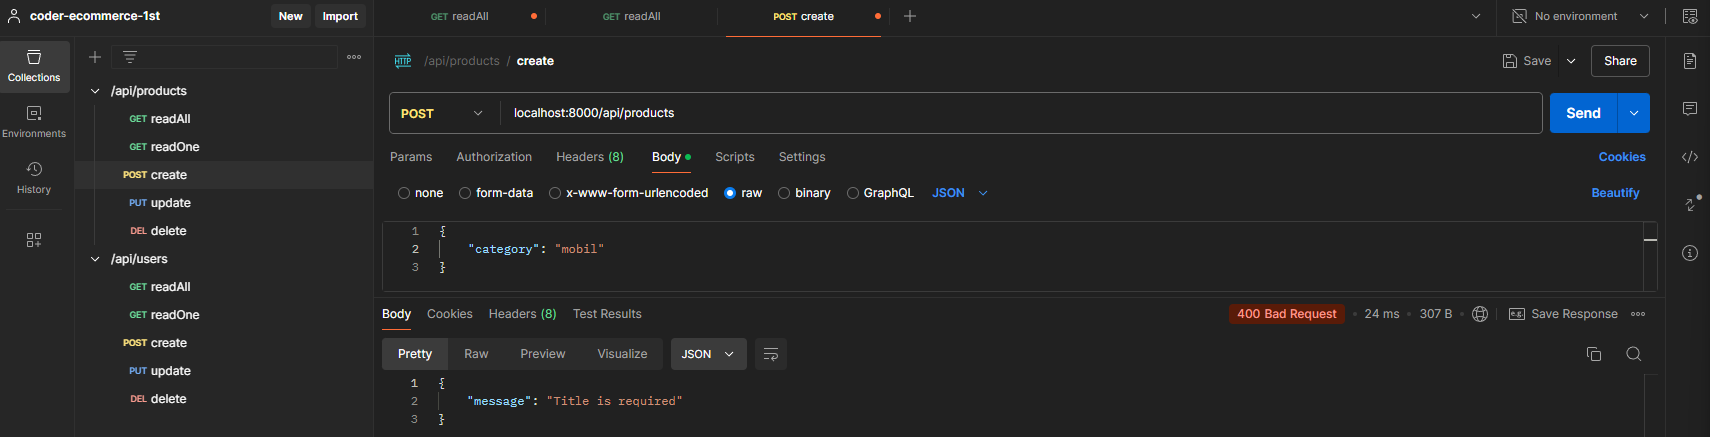 coder-ecommerce-1st New Import GET readAll GET readAll POST create No environment
Collections
Environments
History
/api/products
GET readAll
GET readOne
POST create
PUT update
DEL delete
/api/users
GET readAll
GET readOne
POST create
PUT update
DEL delete
HTTP /api/products / create Save Share
POST localhost:8000/api/products Send
Params Authorization Headers (8) Body Scripts Settings Cookies
none form-data x-www-form-urlencoded raw binary GraphQL JSON Beautify
1 {
2 "category": "mobil"
3 }
Body Cookies Headers (8) Test Results 400 Bad Request • 24 ms • 307 B • e.g. Save Response
Pretty Raw Preview Visualize JSON
1 {
2 "message": "Title is required"
3 }